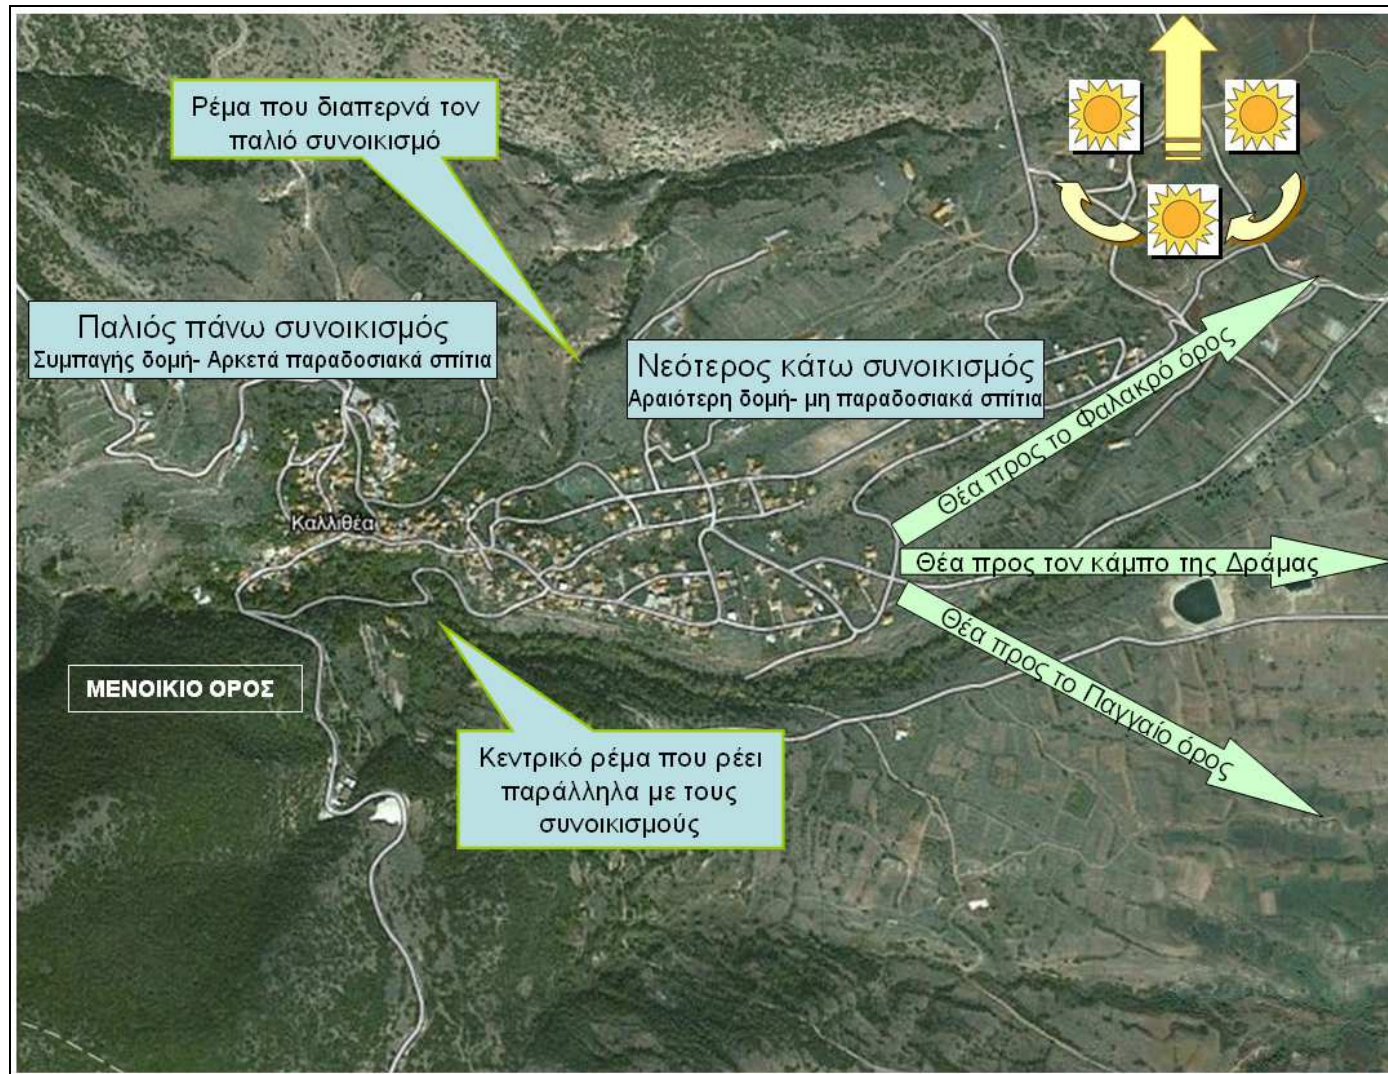 Ρέμα που διαπερνά τον
παλιό συνοικισμό
Παλιός πάνω συνοικισμός
Συμπαγής δομή- Αρκετά παραδοσιακά σπίτια
Νεότερος κάτω συνοικισμός
Αραιότερη δομή- μη παραδοσιακά σπίτια
Θέα προς το Φαλακρό όρος
Καλλιθέα
Θέα προς τον κάμπο της Δράμας
Θέα προς το Παγγαίο όρος
ΜΕΝΟΙΚΙΟ ΟΡΟΣ
Κεντρικό ρέμα που ρέει
παράλληλα με τους
συνοικισμούς